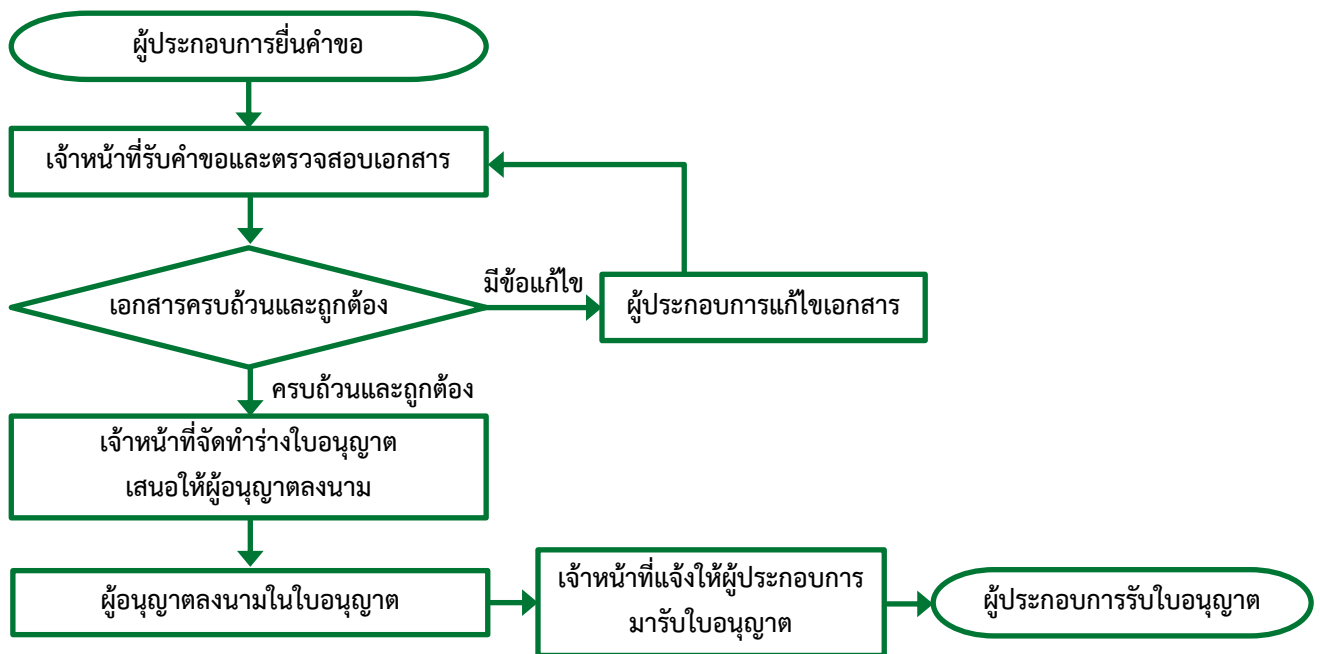 ผู้ประกอบการยื่นคำขอ
เจ้าหน้าที่รับคำขอและตรวจสอบเอกสาร
เอกสารครบถ้วนและถูกต้อง
มีข้อแก้ไข
ผู้ประกอบการแก้ไขเอกสาร
ครบถ้วนและถูกต้อง
เจ้าหน้าที่จัดทำร่างใบอนุญาต
เสนอให้ผู้อนุญาตลงนาม
ผู้อนุญาตลงนามในใบอนุญาต
เจ้าหน้าที่แจ้งให้ผู้ประกอบการ
มารับใบอนุญาต
ผู้ประกอบการรับใบอนุญาต